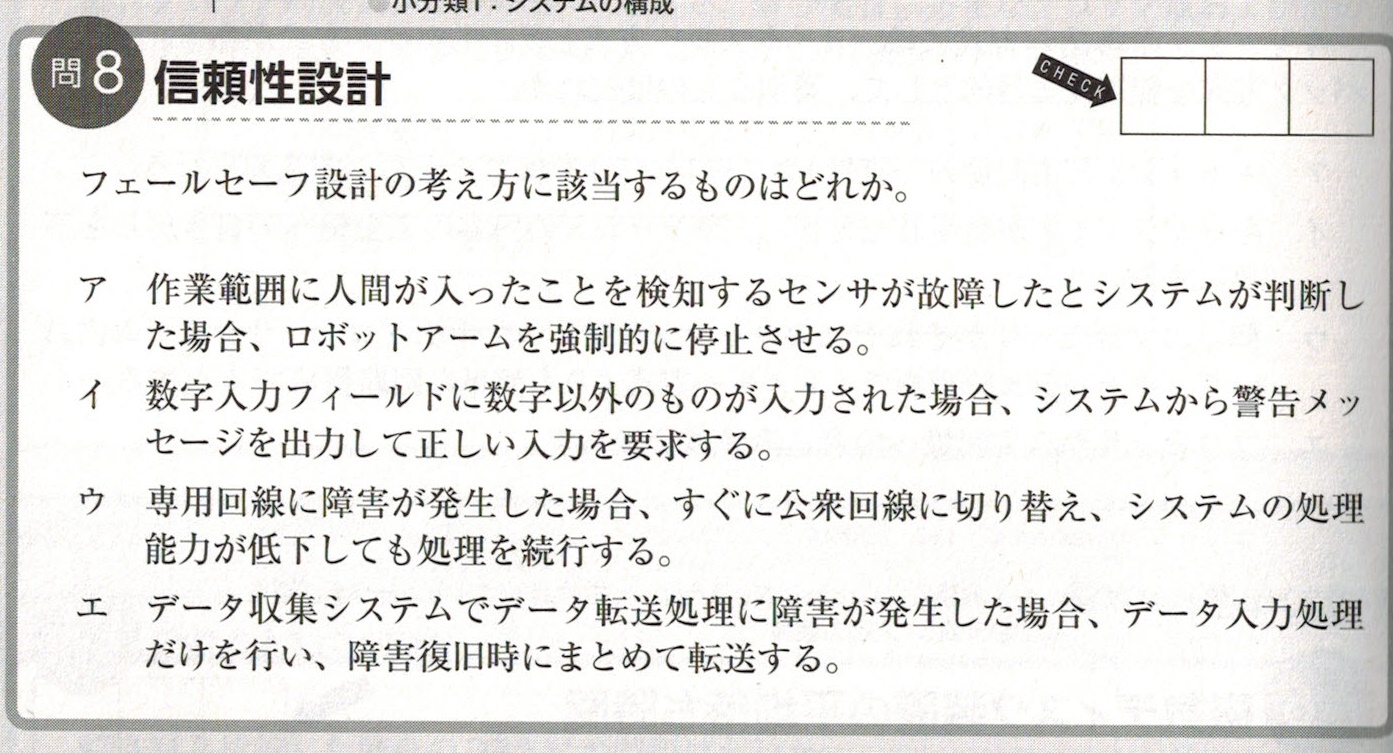 ●小分類1：システムの構成
問8 信頼性設計
CHECK
フェールセーフ設計の考え方に該当するものはどれか。
ア 作業範囲に人間が入ったことを検知するセンサが故障したとシステムが判断し
た場合、ロボットアームを強制的に停止させる。
イ 数字入力フィールドに数字以外のものが入力された場合、システムから警告メッ
セージを出力して正しい入力を要求する。
ウ 専用回線に障害が発生した場合、すぐに公衆回線に切り替え、システムの処理
能力が低下しても処理を続行する。
エ データ収集システムでデータ転送処理に障害が発生した場合、データ入力処理
だけを行い、障害復旧時にまとめて転送する。